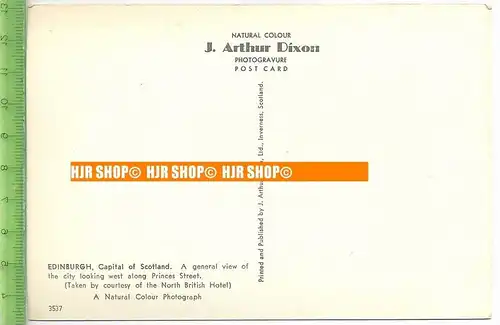 NATURAL COLOUR
J. Arthur Dixon
PHOTOGRAVURE
POST CARD
Printed and Published by J. Arthur Ltd., Inverness, Scotland.
HJR SHOP© HJR SHOP© HJR SHOP©
EDINBURGH, Capital of Scotland. A general view of
the city looking west along Princes Street.
(Taken by courtesy of the North British Hotel)
A Natural Colour Photograph
3537